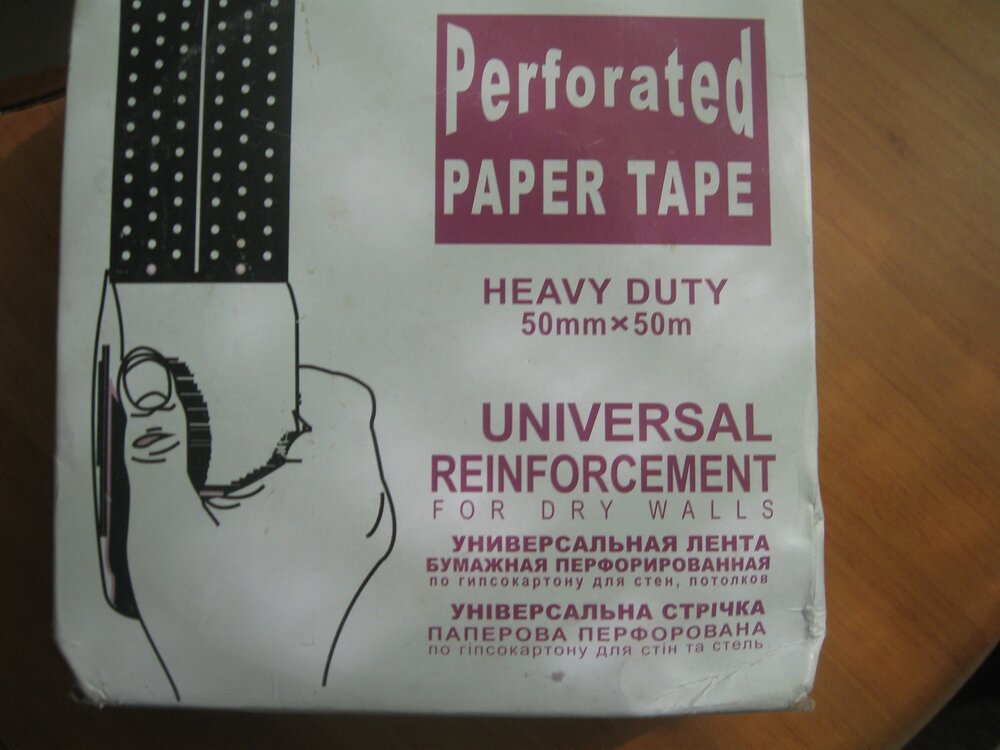 Perforated
PAPER TAPE
HEAVY DUTY
50mm×50m
UNIVERSAL
REINFORCEMENT
FOR DRY WALLS
УНИВЕРСАЛЬНАЯ ЛЕНТА
БУМАЖНАЯ ПЕРФОРИРОВАННАЯ
по гипсокартону для стен, потолков
УНІВЕРСАЛЬНА СТРІЧКА
ПАПЕРОВА ПЕРФОРОВАНА
по гіпсокартону для стін та стель